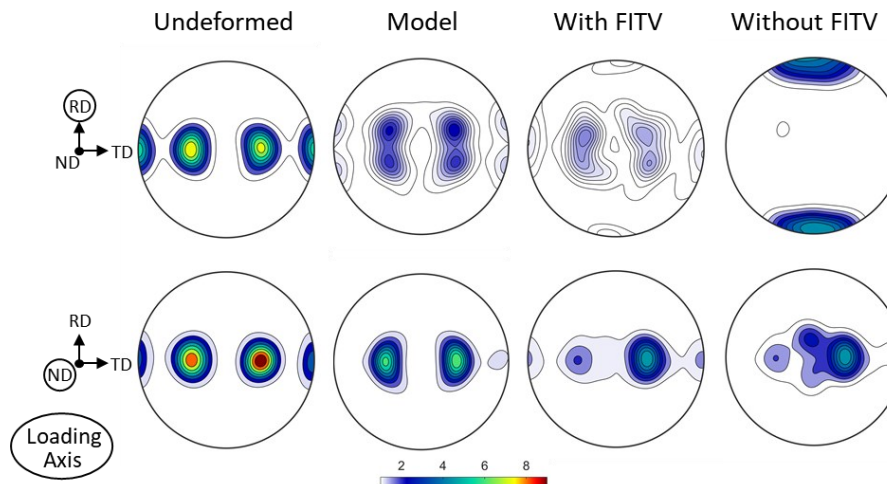 Undeformed Model With FITV Without FITV
RD
ND TD
RD
ND TD
Loading
Axis
2 4 6 8